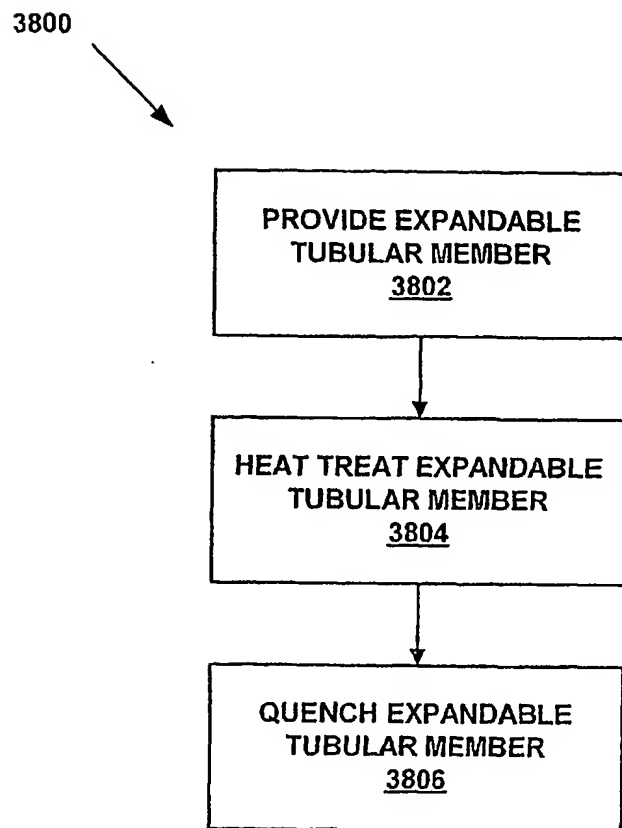 3800
PROVIDE EXPANDABLE
TUBULAR MEMBER
3802
HEAT TREAT EXPANDABLE
TUBULAR MEMBER
3804
QUENCH EXPANDABLE
TUBULAR MEMBER
3806